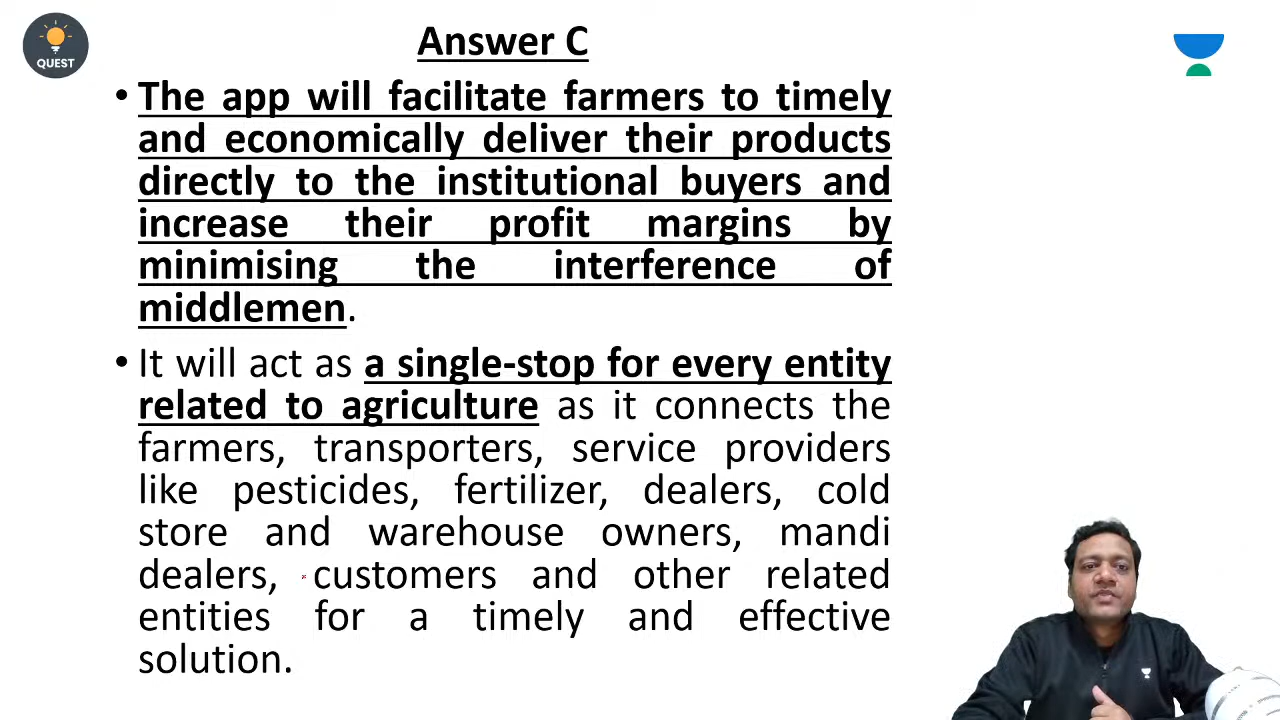 QUEST
Answer C
• The app will facilitate farmers to timely
and economically deliver their products
directly to the institutional buyers and
increase their profit margins by
minimising the interference of
middlemen.
• It will act as a single-stop for every entity
related to agriculture as it connects the
farmers, transporters, service providers
like pesticides, fertilizer, dealers, cold
store and warehouse owners, mandi
dealers, customers and other related
entities for a timely and effective
solution.